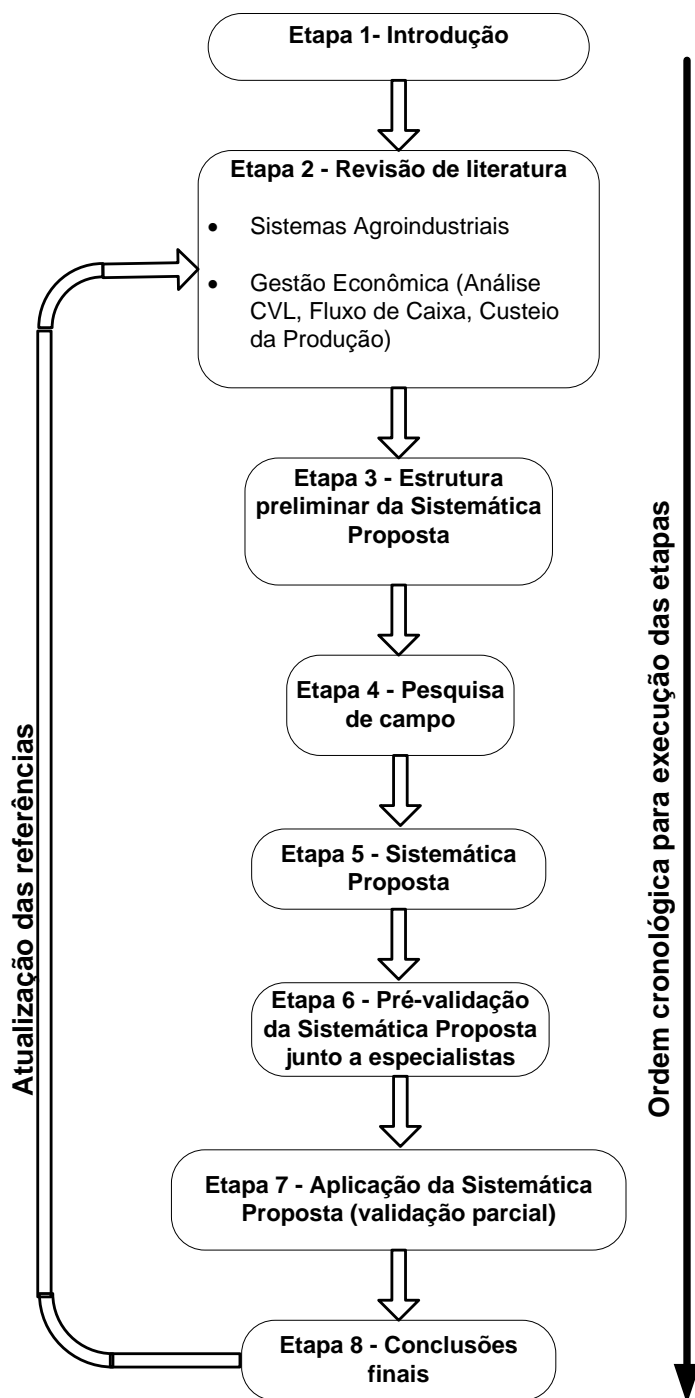 Etapa 1- Introdução
Etapa 2 - Revisão de literatura
• Sistemas Agroindustriais
• Gestão Econômica (Análise
CVL, Fluxo de Caixa, Custeio
da Produção)
Etapa 3 - Estrutura
preliminar da Sistemática
Proposta
Etapa 4 - Pesquisa
de campo
Etapa 5 - Sistemática
Proposta
Etapa 6 - Pré-validação
da Sistemática Proposta
junto a especialistas
Etapa 7 - Aplicação da Sistemática
Proposta (validação parcial)
Etapa 8 - Conclusões
finais
Atualização das referências
Ordem cronológica para execução das etapas